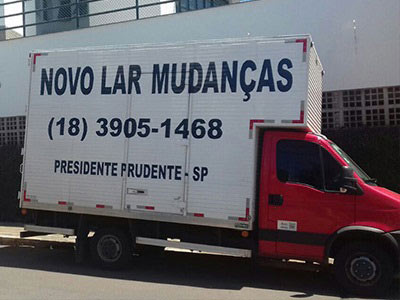 NOVO LAR MUDANÇAS
(18) 3905-1468
PRESIDENTE PRUDENTE - SP